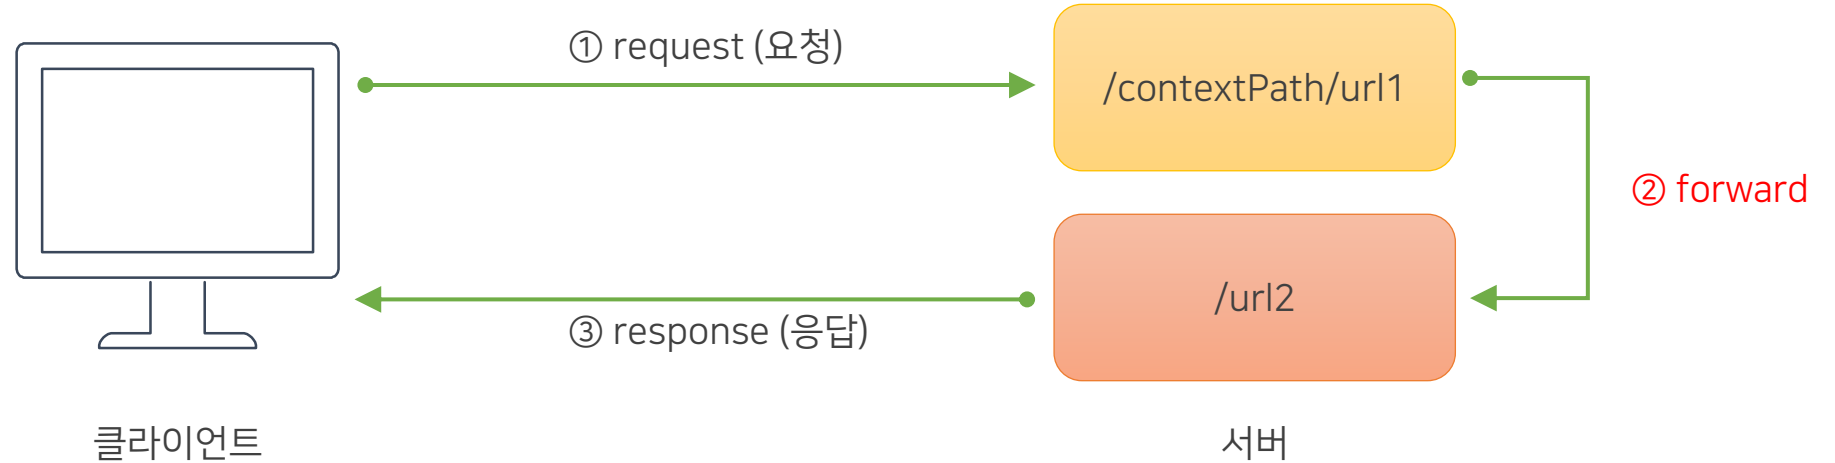 ① request (요청)
/contextPath/url1
② forward
/url2
③ response (응답)
클라이언트
서버